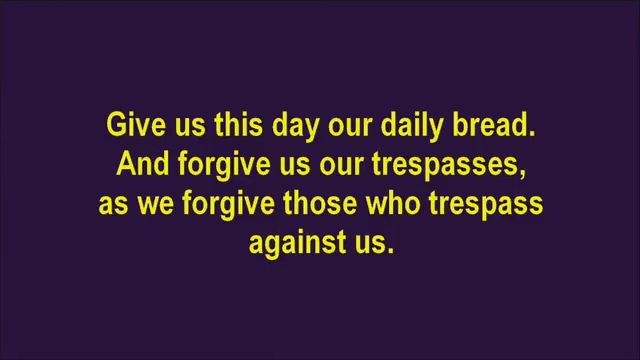 Give us this day our daily bread.
And forgive us our trespasses,
as we forgive those who trespass
against us.